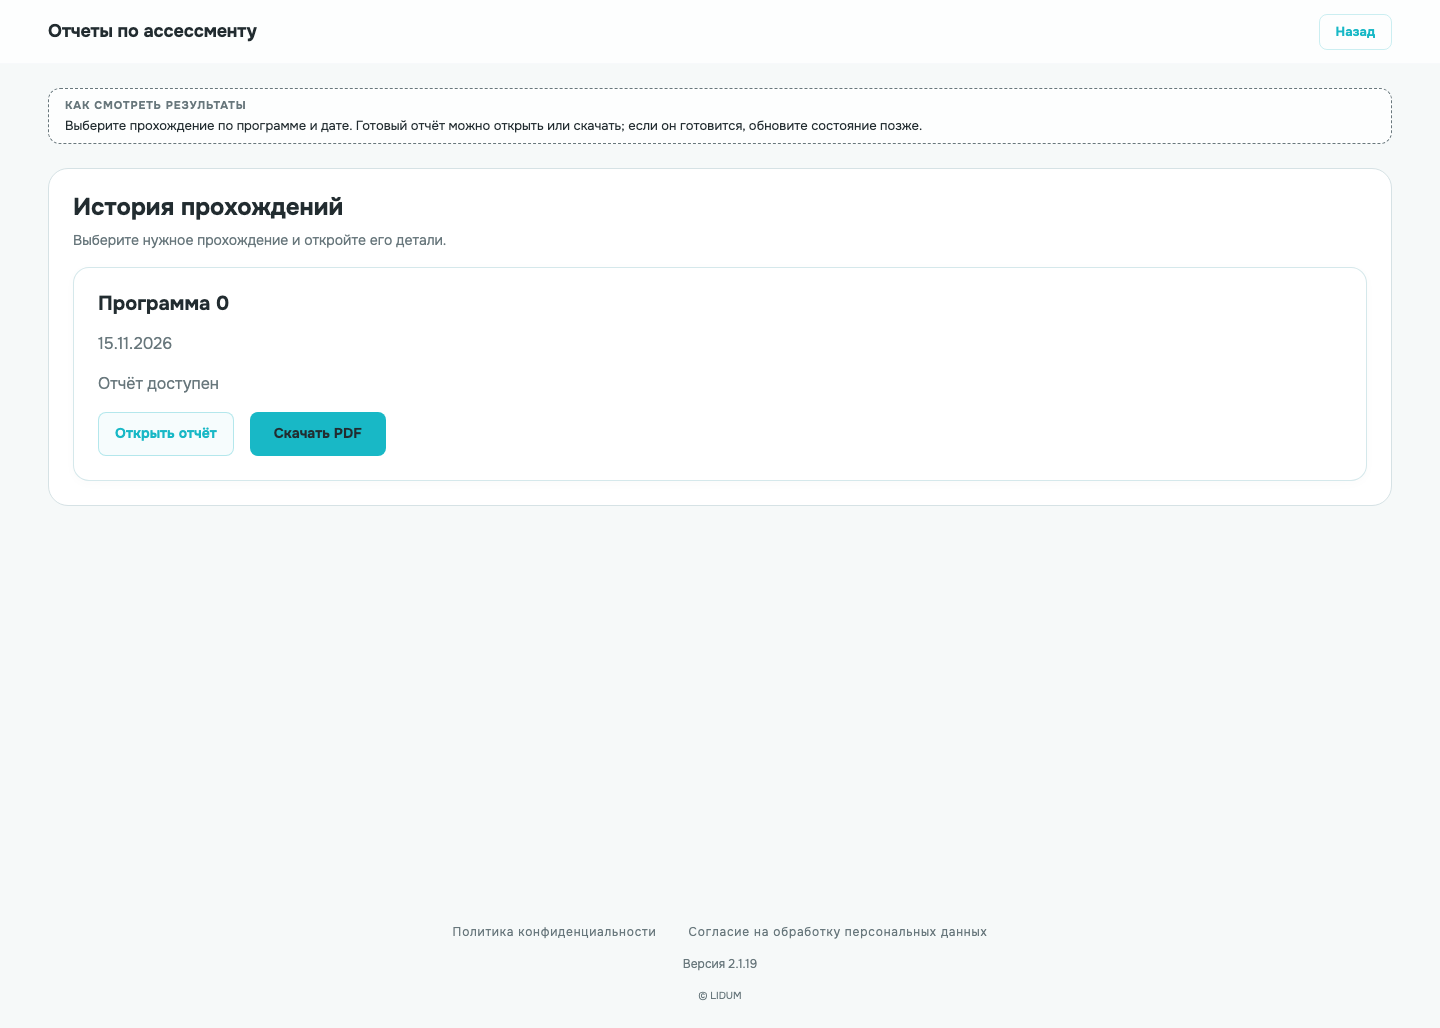 Отчеты по ассессменту
Назад
КАК СМОТРЕТЬ РЕЗУЛЬТАТЫ
Выберите прохождение по программе и дате. Готовый отчёт можно открыть или скачать; если он готовится, обновите состояние позже.
История прохождений
Выберите нужное прохождение и откройте его детали.
Программа 0
15.11.2026
Отчёт доступен
Открыть отчёт
Скачать PDF
Политика конфиденциальности
Согласие на обработку персональных данных
Версия 2.1.19
© LIDUM